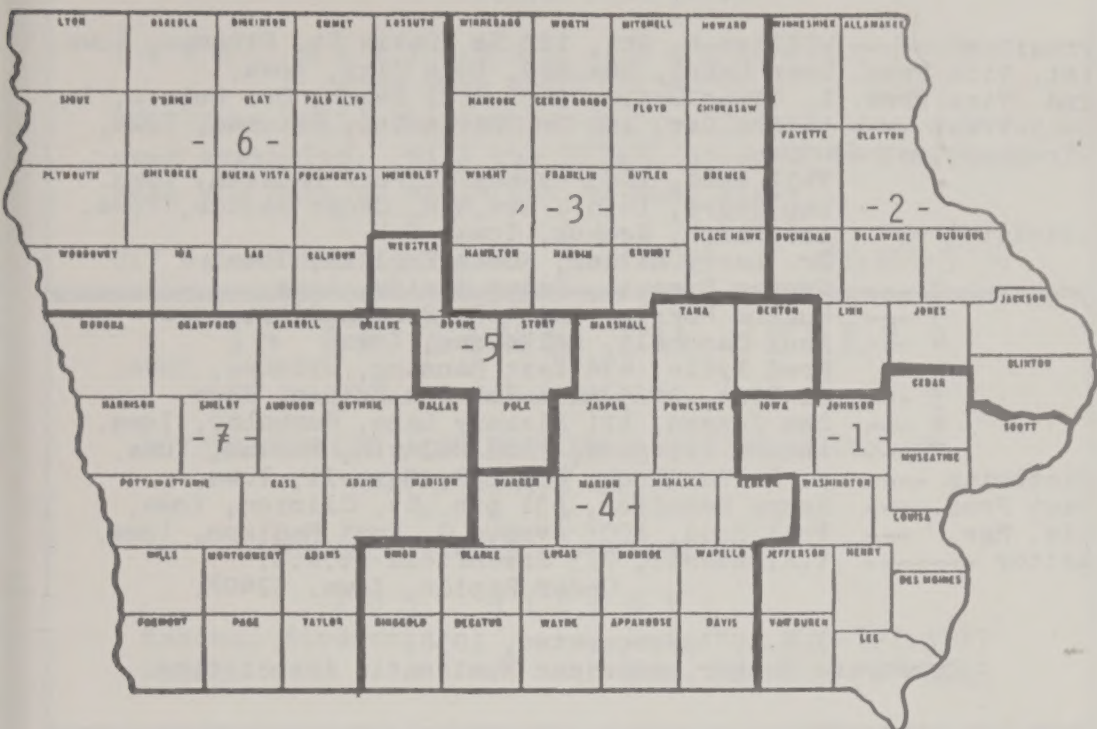 LYON OSCEOLA DICKINSON EMMET KOSSUTH WINNEBAGO WORTH MITCHELL HOWARD WINNESHIEK ALLAMAKEE
SIOUX O'BRIEN CLAY PALO ALTO HANCOCK CERRO GORDO FLOYD CHICKASAW
FAYETTE CLAYTON
- 6 -
PLYMOUTH CHEROKEE BUENA VISTA POCAHONTAS HUMBOLDT WRIGHT FRANKLIN BUTLER BREMER
- 3 - - 2 -
WOODBURY IDA SAC CALHOUN WEBSTER HAMILTON HARDIN GRUNDY BLACK HAWK BUCHANAN DELAWARE DUBUQUE
JACKSON
MONONA CRAWFORD CARROLL GREENE BOONE STORY MARSHALL TAMA BENTON LINN JONES
- 5 -
CLINTON
CEDAR
HARRISON SHELBY AUDUBON GUTHRIE DALLAS POLK JASPER POWESHIEK IOWA JOHNSON
SCOTT
- 7 - - 1 -
MUSCATINE
POTTAWATTAMIE CASS ADAIR MADISON WARREN MARION MAHASKA KEOKUK WASHINGTON
- 4 -
LOUISA
MILLS MONTGOMERY ADAMS UNION CLARKE LUCAS MONROE WAPELLO JEFFERSON HENRY
DES MOINES
FREMONT PAGE TAYLOR RINGGOLD DECATUR WAYNE APPANOOSE DAVIS VAN BUREN
LEE